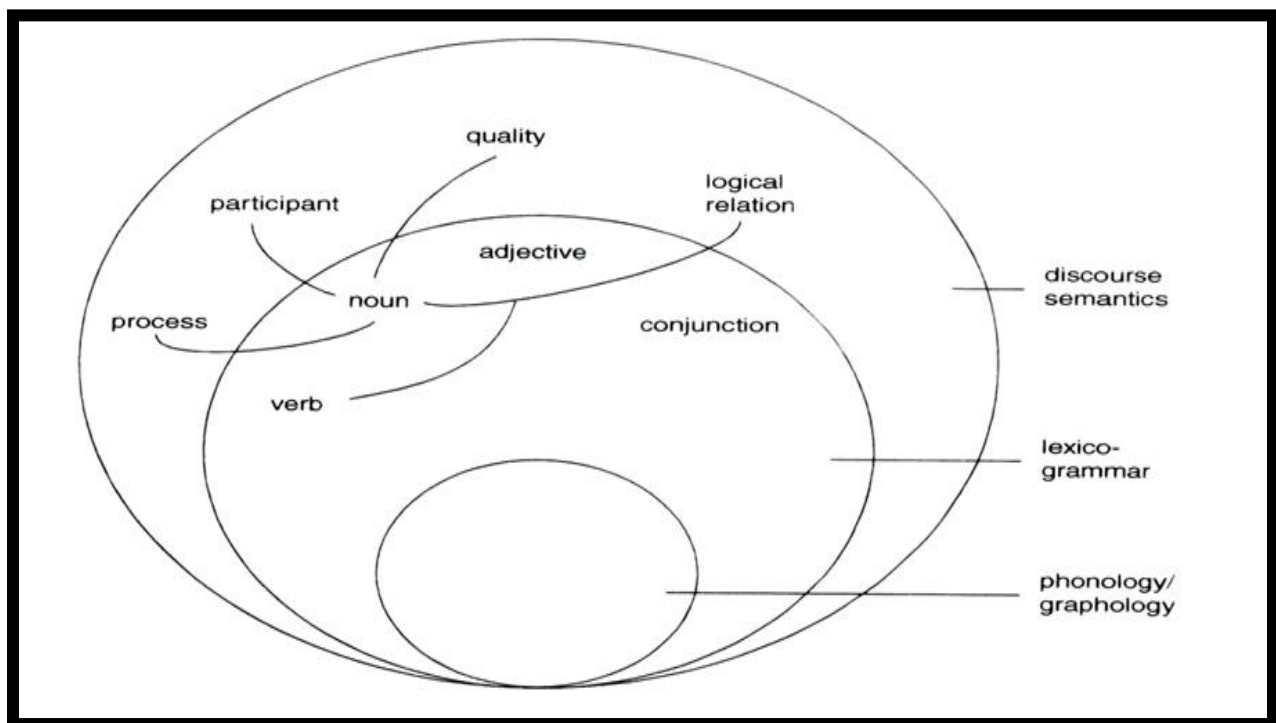 quality
logical
relation
participant
adjective
discourse
semantics
noun
process
conjunction
verb
lexico-
grammar
phonology/
graphology